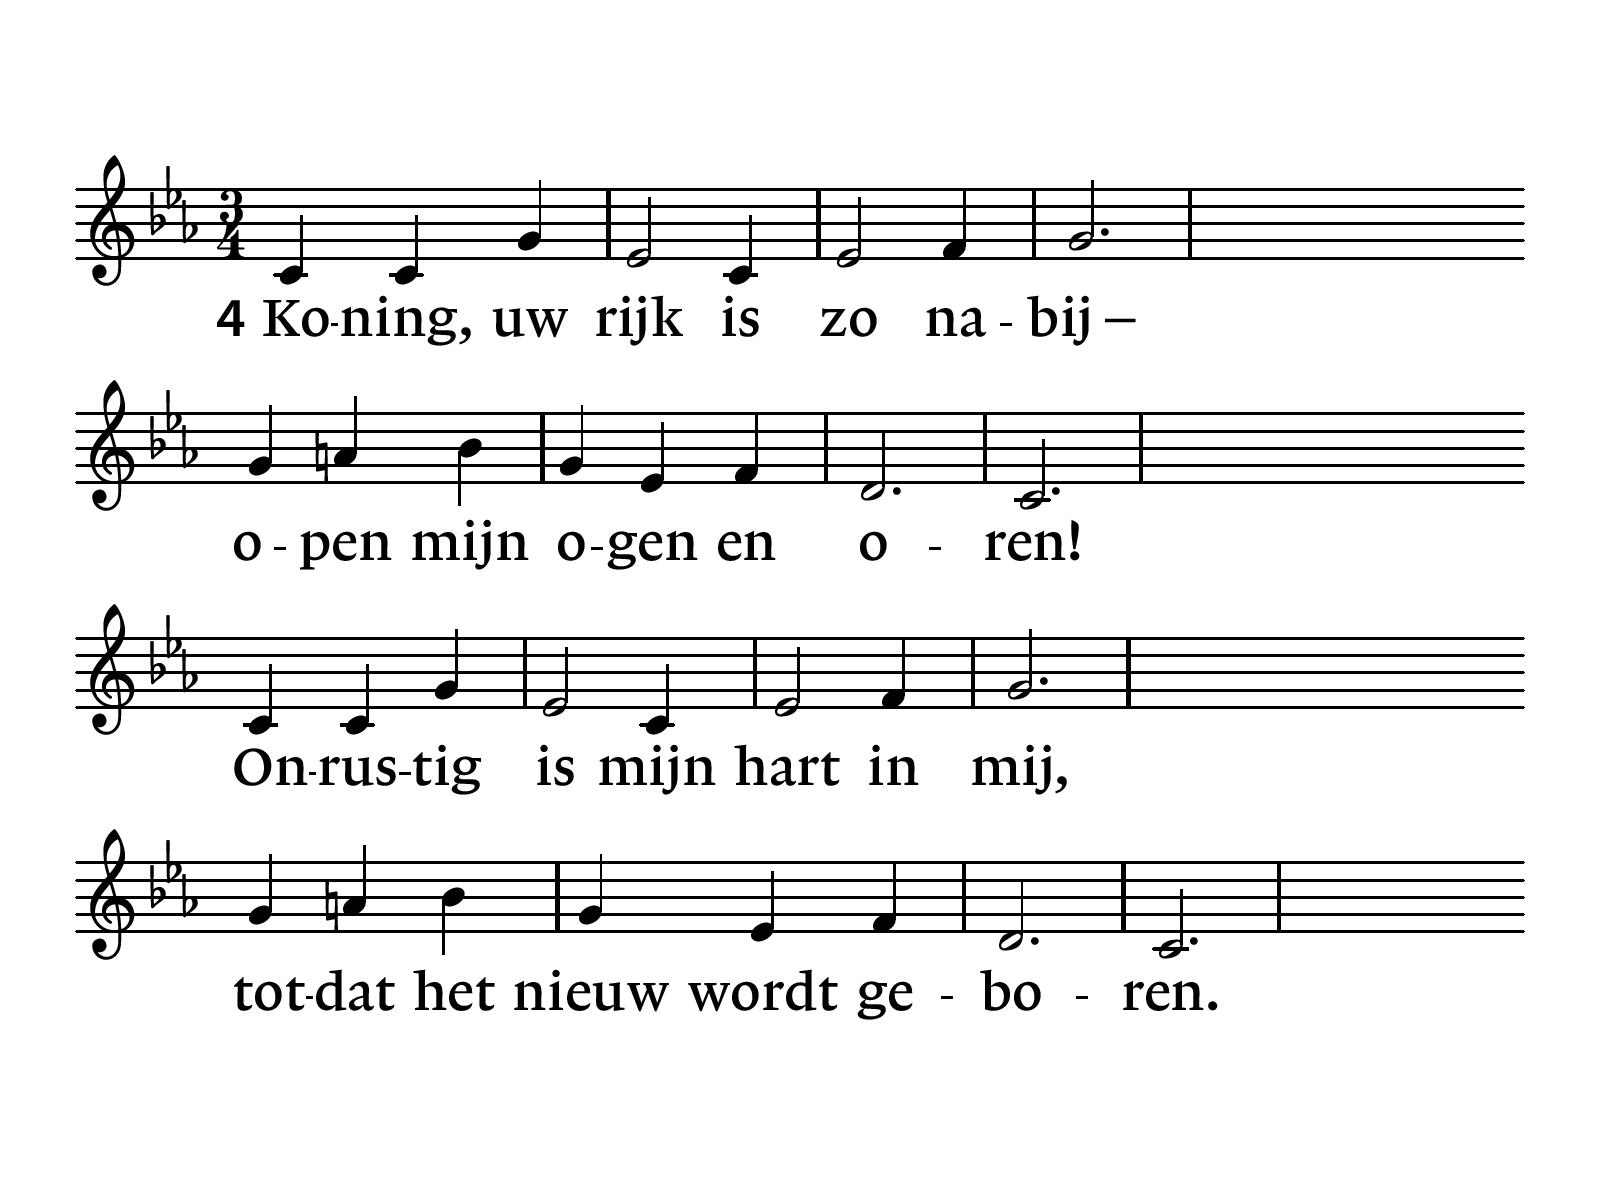 4 Ko-ning, uw rijk is zo na - bij –
o - pen mijn o-gen en o - ren!
On-rus-tig is mijn hart in mij,
tot-dat het nieuw wordt ge - bo - ren.